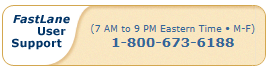 FastLane
User
Support
(7 AM to 9 PM Eastern Time • M-F)
1-800-673-6188